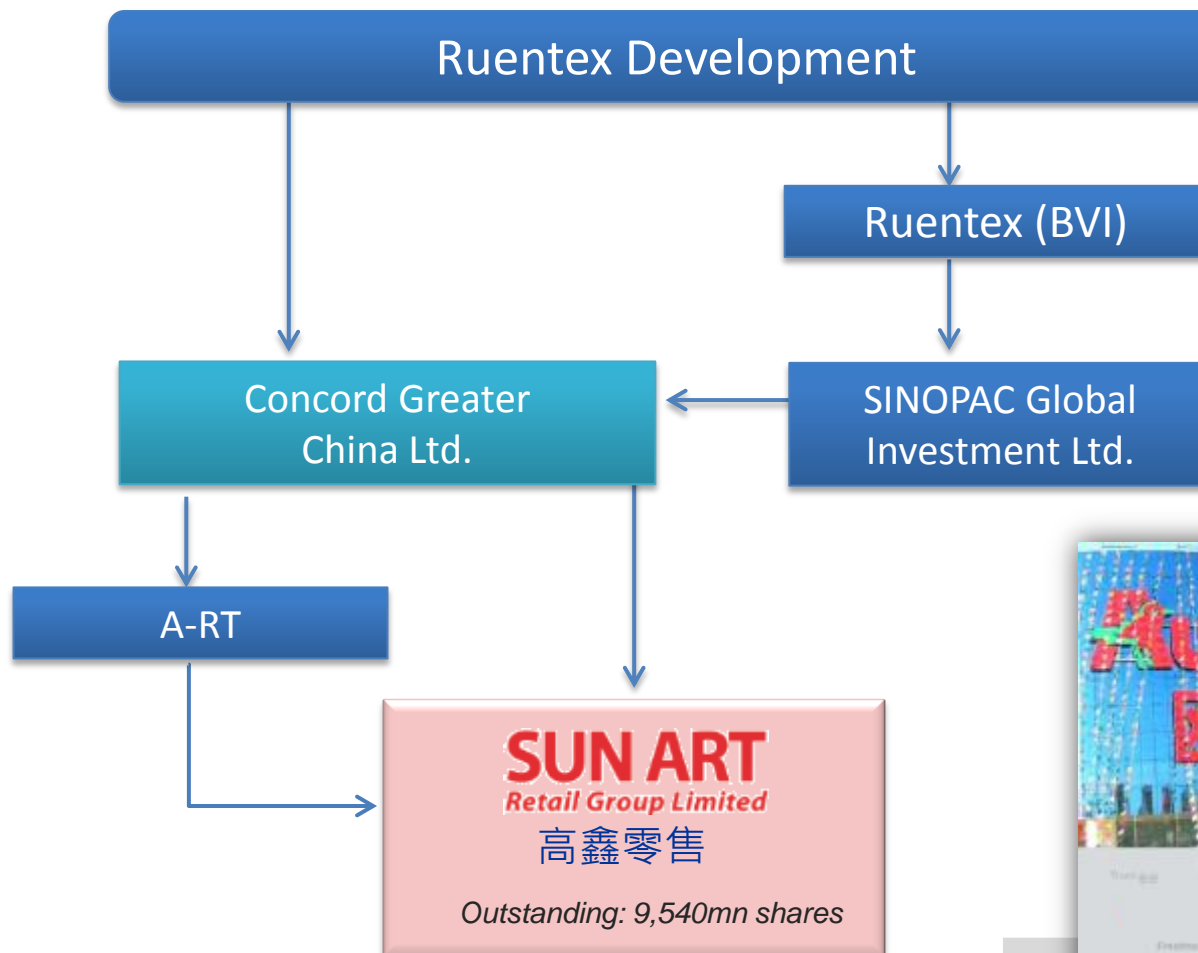 Ruentex Development
Ruentex (BVI)
Concord Greater
China Ltd.
SINOPAC Global
Investment Ltd.
A-RT
SUN ART
Retail Group Limited
高鑫零售
Outstanding: 9,540mn shares